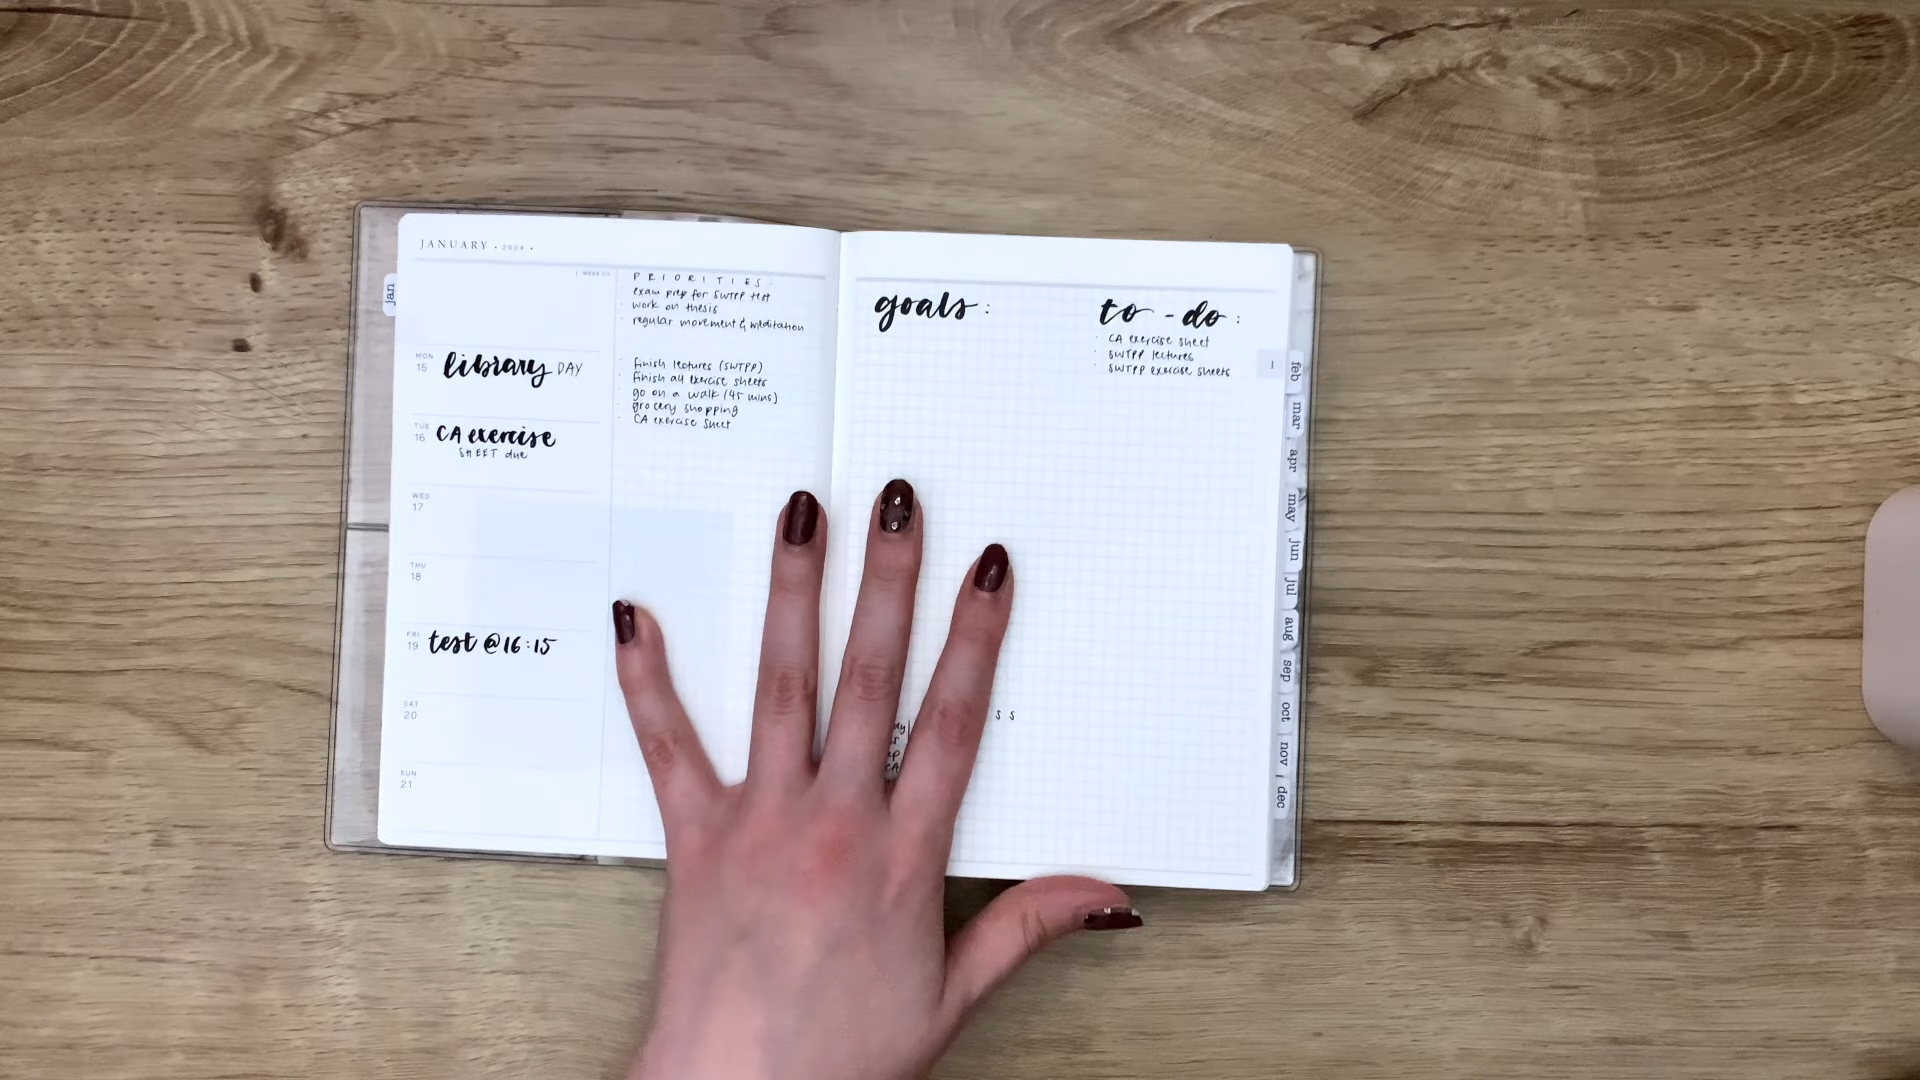 JANUARY • 2024 •
jan
PRIORITIES
exam prep for SWTPP test
· work on thesis
· regular movement & meditation
MON
15
library DAY
· finish lectures (SWTPP)
· finish all exercise sheets
· go on a walk (45 mins)
· grocery shopping
· CA exercise sheet
TUE
16
CA exercise
SHEET due
WED
17
THU
18
FRI
19
test @16:15
SAT
20
SUN
21
goals:
to-do:
· CA exercise sheet
· SWTPP lectures
· SWTPP exercise sheets
1
feb
mar
apr
may
jun
jul
aug
sep
oct
nov
dec